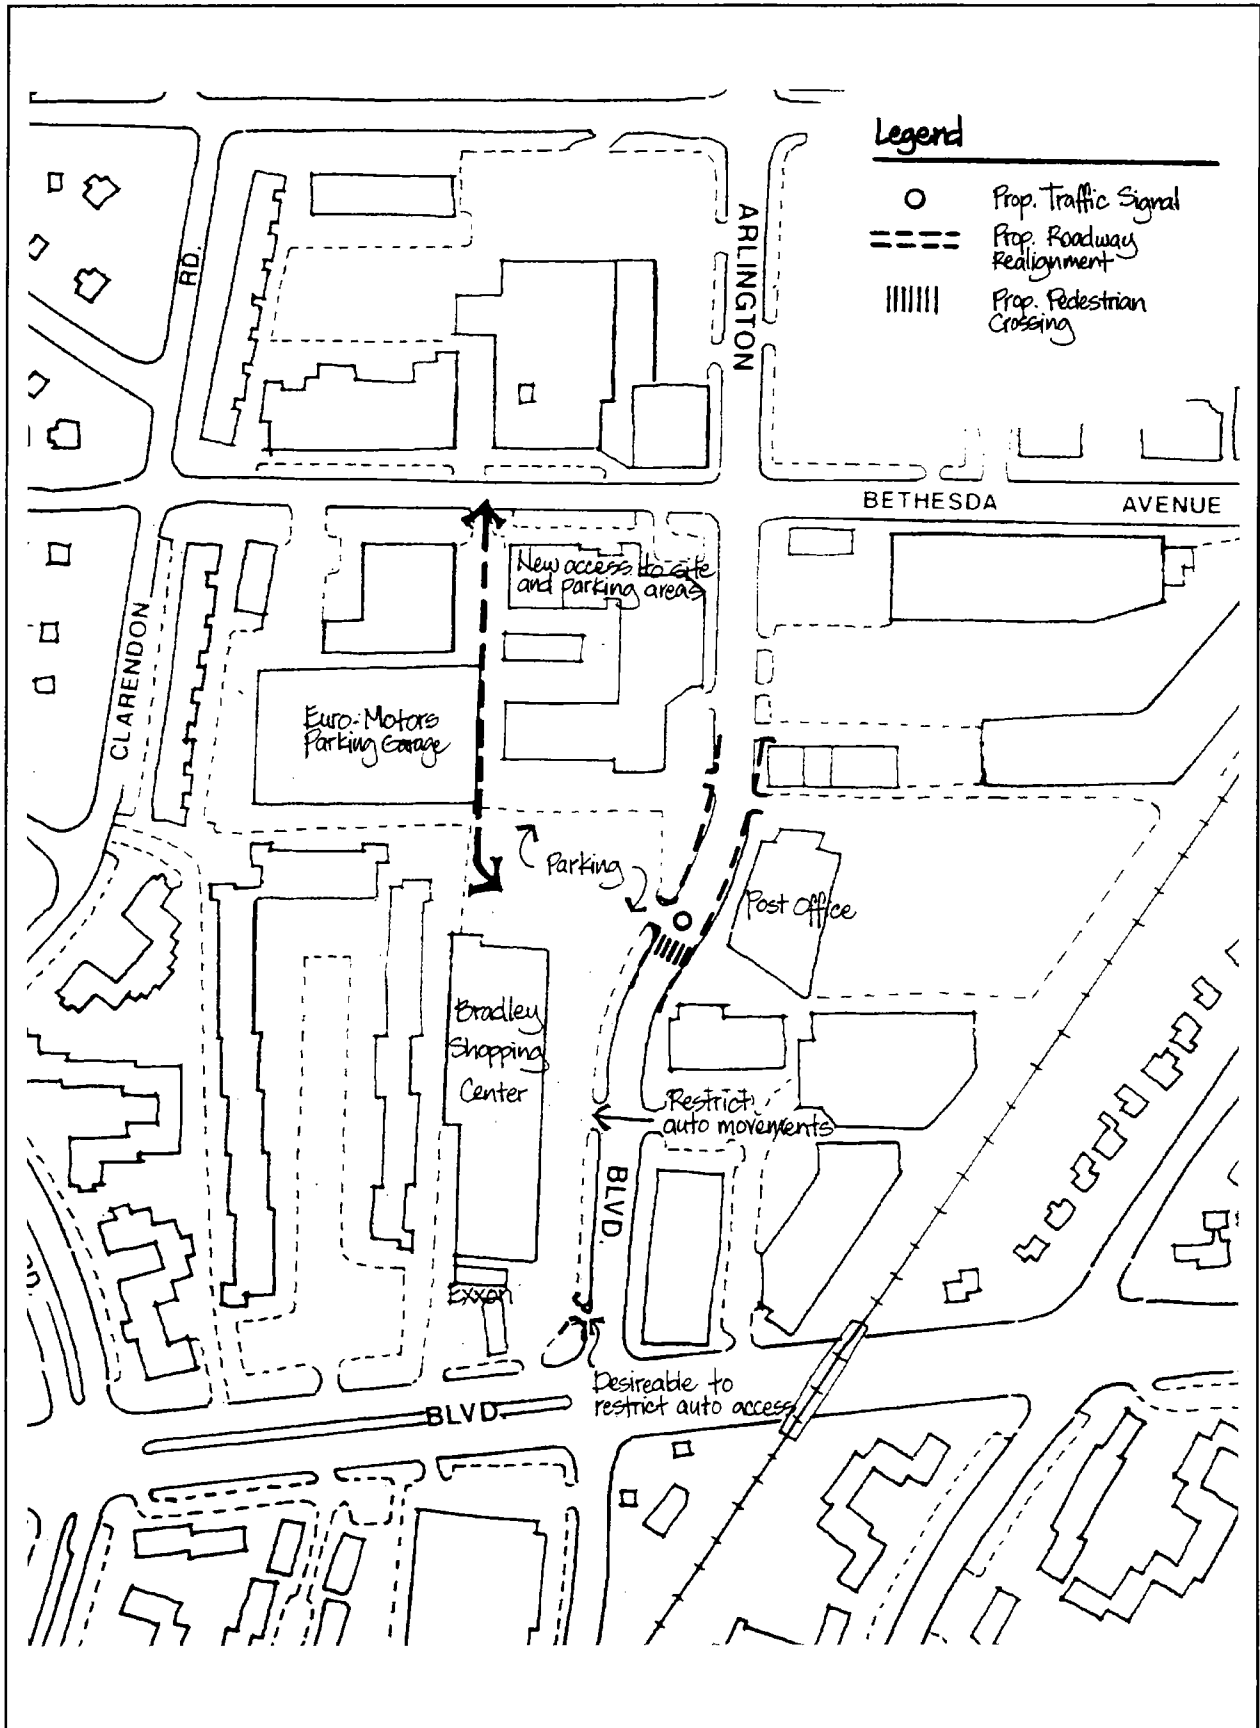 Legend
Prop. Traffic Signal
Prop. Roadway
Realignment
Prop. Pedestrian
Crossing
ARLINGTON
RD.
BETHESDA
AVENUE
New access to site
and parking areas
CLARENDON
Euro-Motors
Parking Garage
Parking
Post Office
Bradley
Shopping
Center
Restrict
auto movements
BLVD.
Exxon
Desireable to
restrict auto access
BLVD.